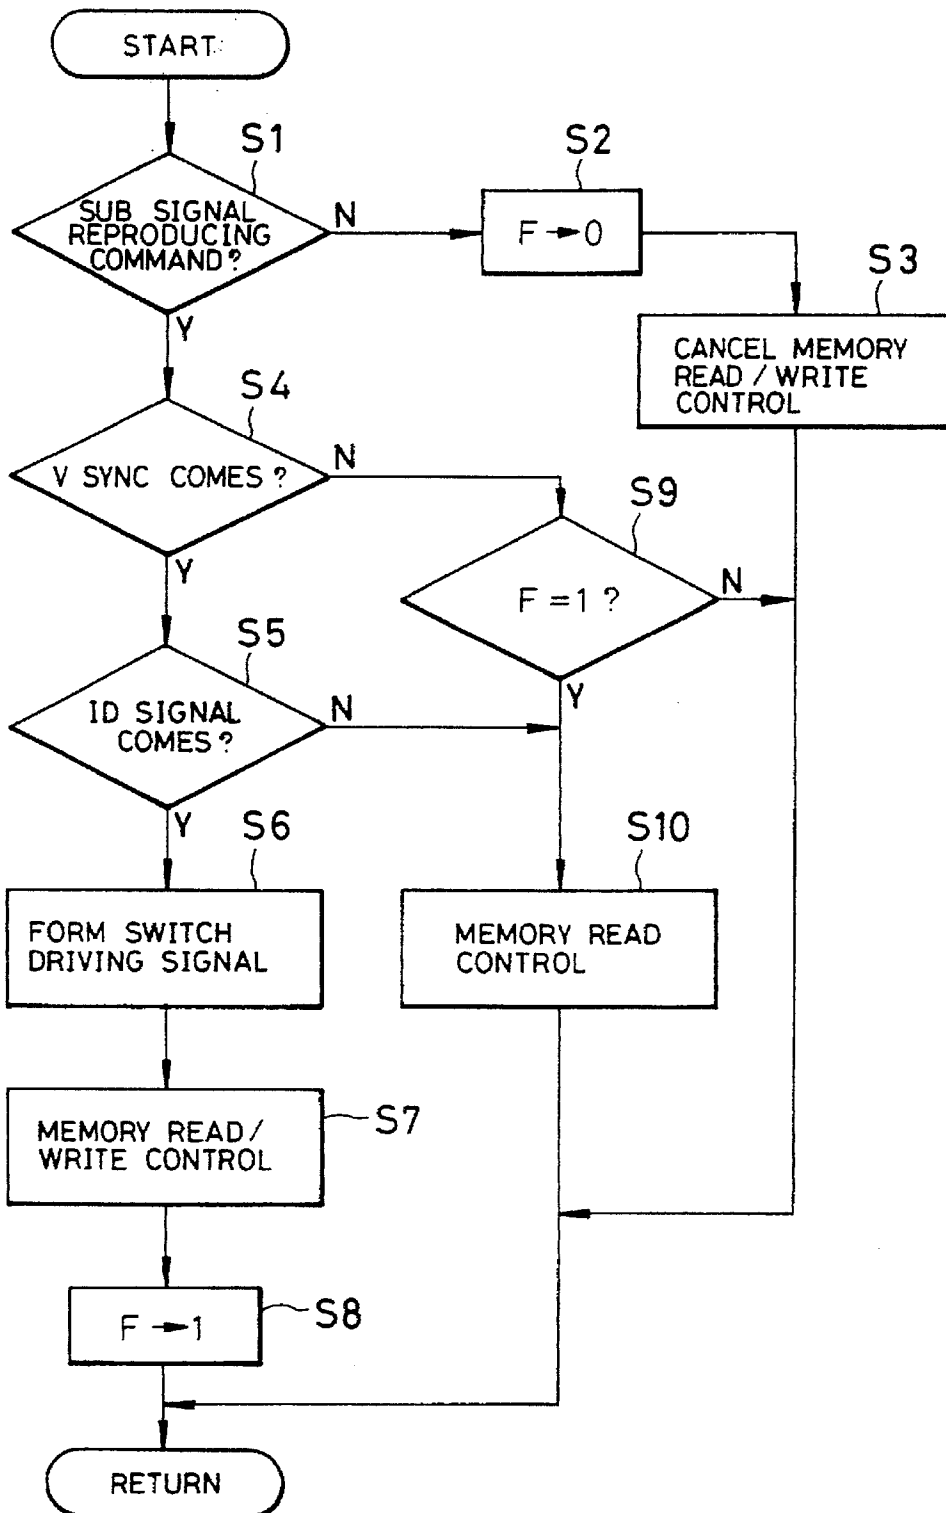 START
S1
SUB SIGNAL
REPRODUCING
COMMAND?
N
Y
S2
F→0
S3
CANCEL MEMORY
READ/WRITE
CONTROL
S4
V SYNC COMES?
N
Y
S9
F=1?
N
Y
S5
ID SIGNAL
COMES?
N
Y
S6
FORM SWITCH
DRIVING SIGNAL
S10
MEMORY READ
CONTROL
S7
MEMORY READ/
WRITE CONTROL
S8
F→1
RETURN